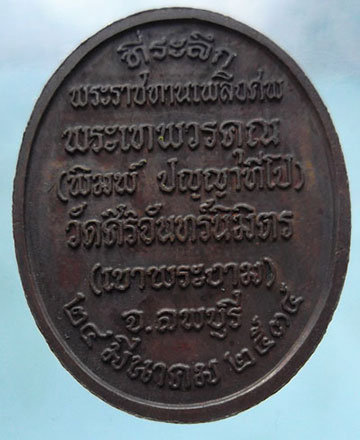 ที่ระลึก
พระราชทานเพลิงศพ
พระเทพวรคุณ
(พิมพ์ ปญฺญาทีโป)
วัดศิริจันทรนิมิตร
(เขาพระงาม)
จ.ลพบุรี
๒๔ มีนาคม ๒๕๓๔